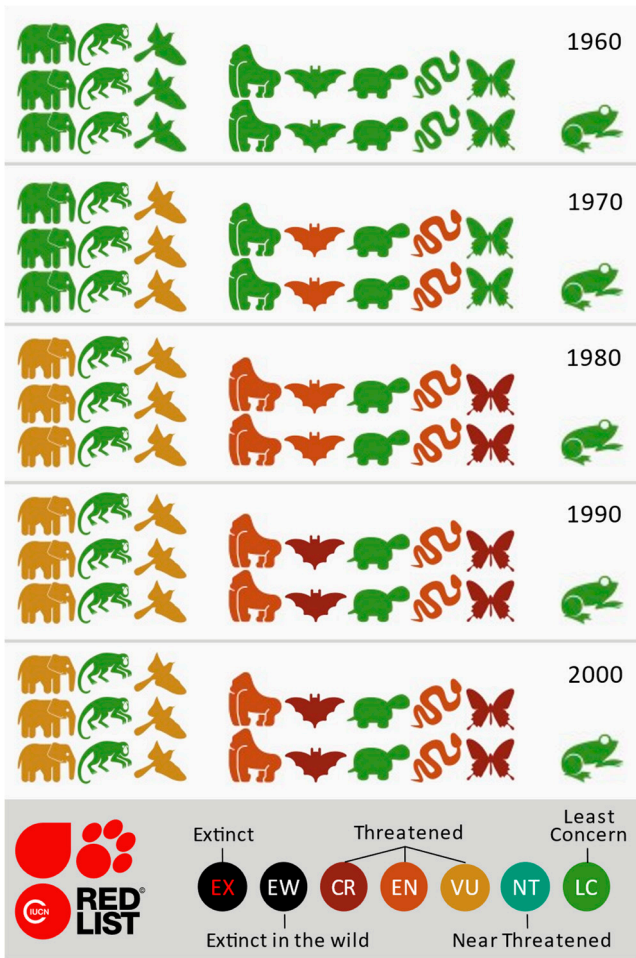 1960
1970
1980
1990
2000
Extinct
Threatened
Least
Concern
EX
EW
CR
EN
VU
NT
LC
Extinct in the wild
Near Threatened
IUCN
RED
LIST
©